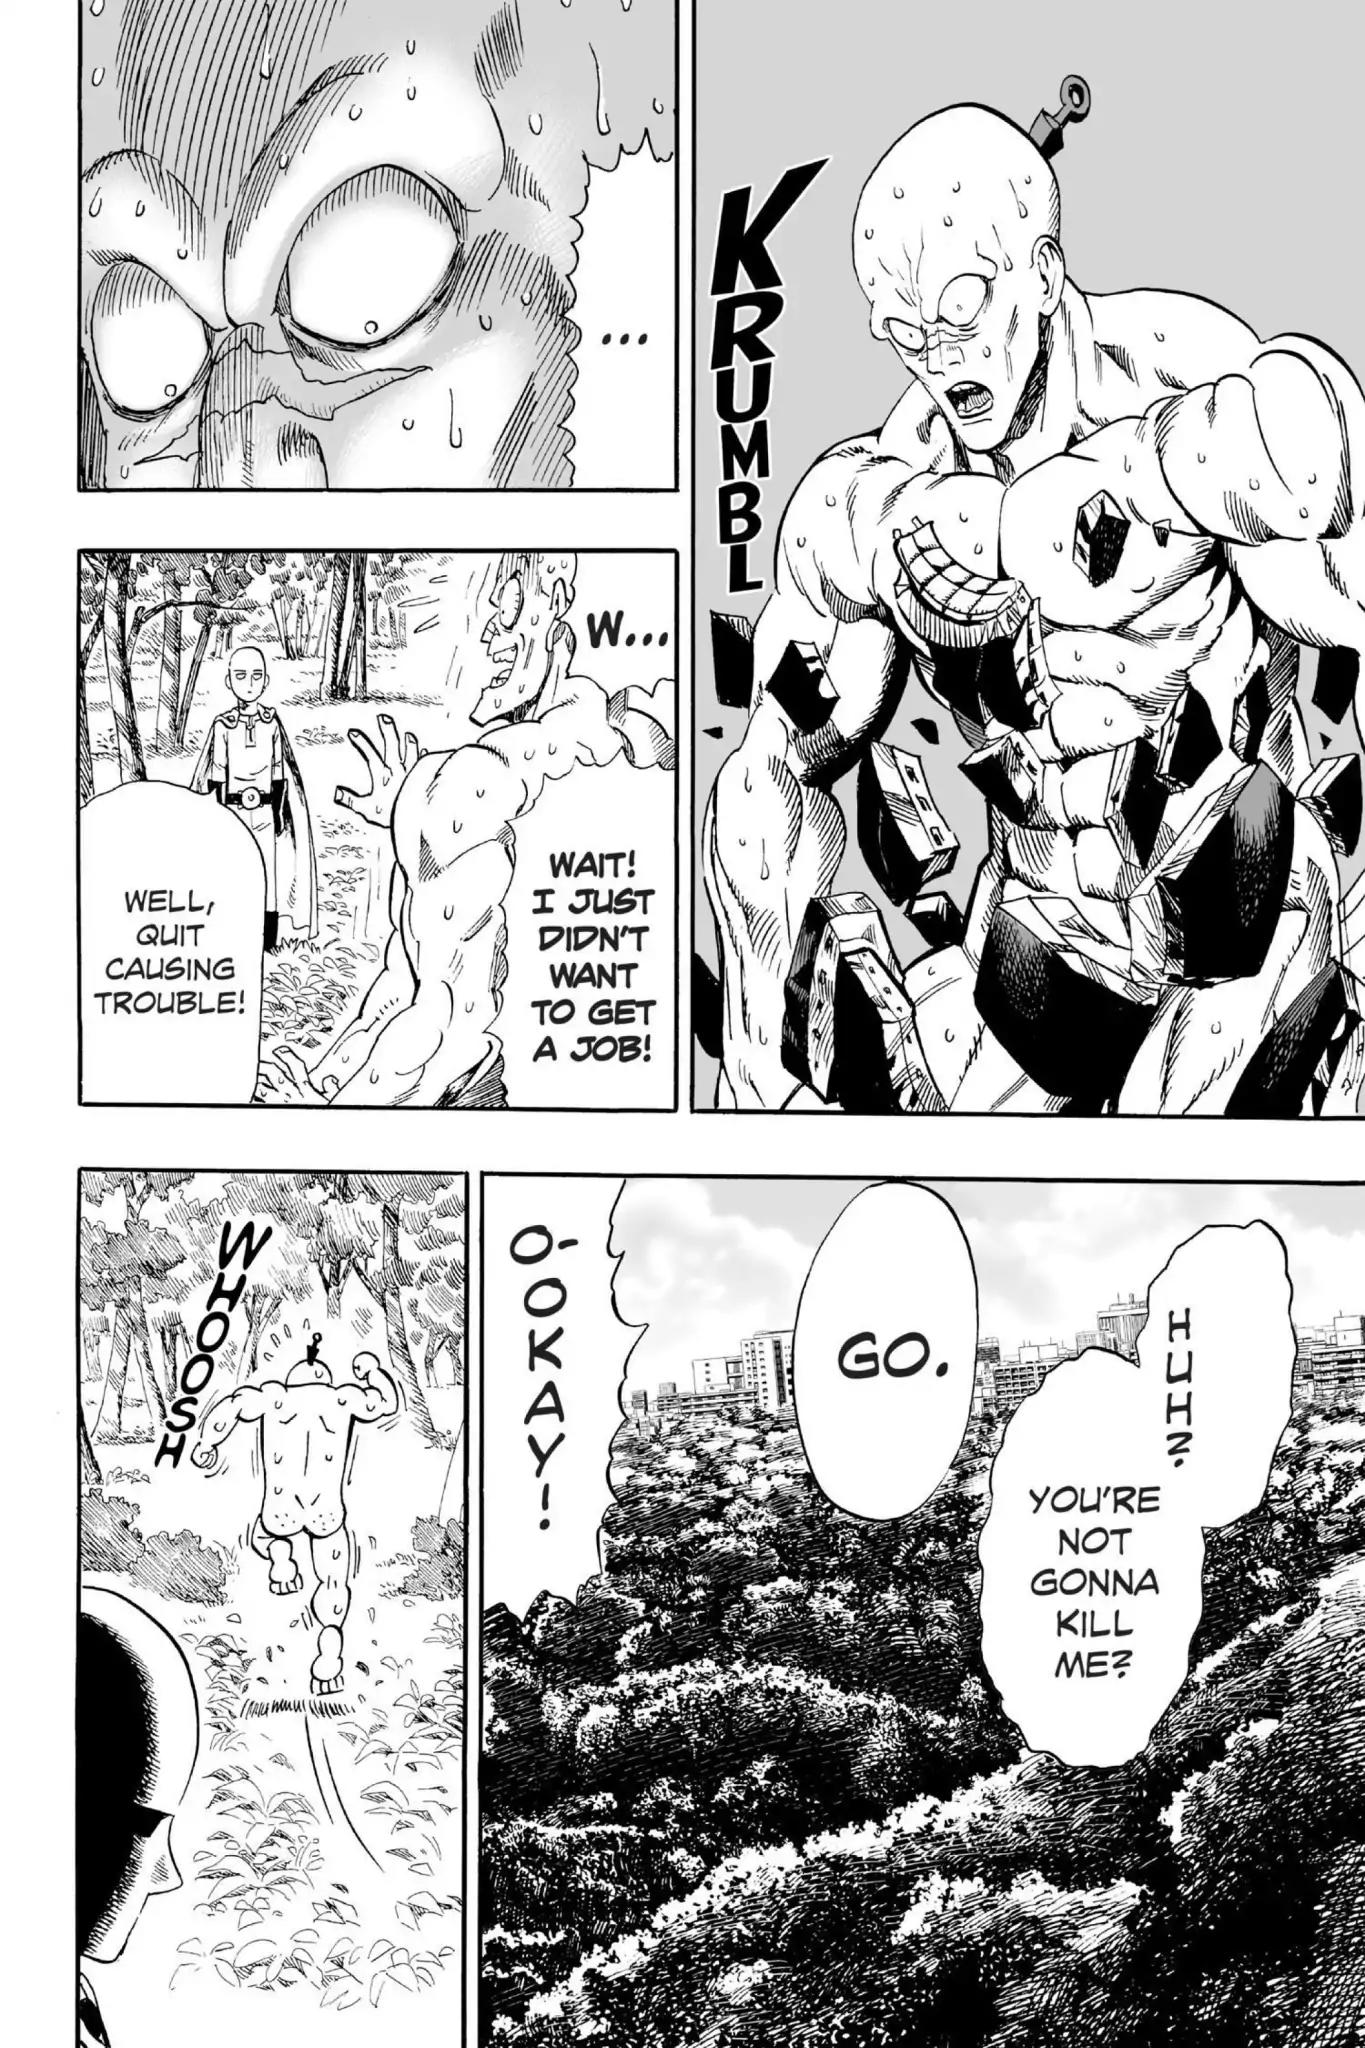 KRUMBL
...
W...
WAIT!
I JUST
DIDN'T
WANT
TO GET
A JOB!
WELL,
QUIT
CAUSING
TROUBLE!
HUH?
YOU'RE
NOT
GONNA
KILL
ME?
GO.
O-OKAY!
WHOOSH